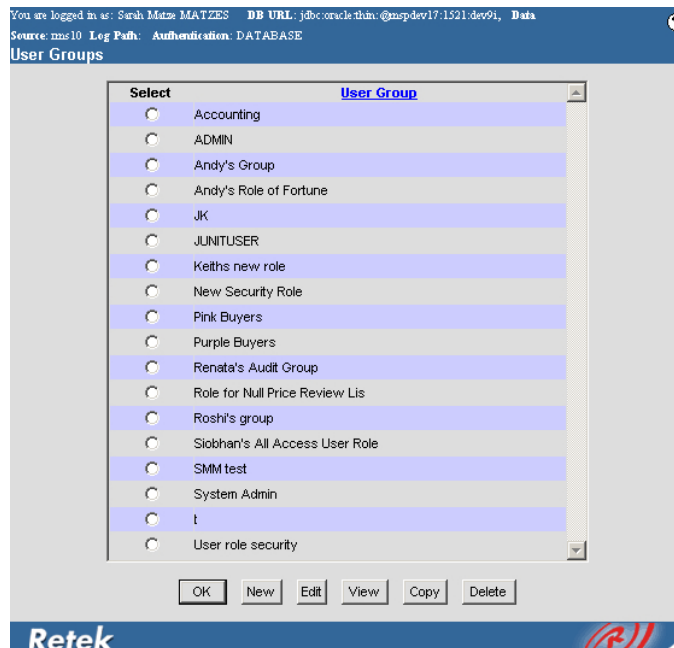 You are logged in as: Sarah Matze MATZES DB URL: jdbc:oracle:thin:@mspdev17:1521:dev9i, Data
Source: rms10 Log Path: Authentication: DATABASE
User Groups
Select User Group
Accounting
ADMIN
Andy's Group
Andy's Role of Fortune
JK
JUNITUSER
Keiths new role
New Security Role
Pink Buyers
Purple Buyers
Renata's Audit Group
Role for Null Price Review Lis
Roshi's group
Siobhan's All Access User Role
SMM test
System Admin
t
User role security
OK New Edit View Copy Delete
Retek